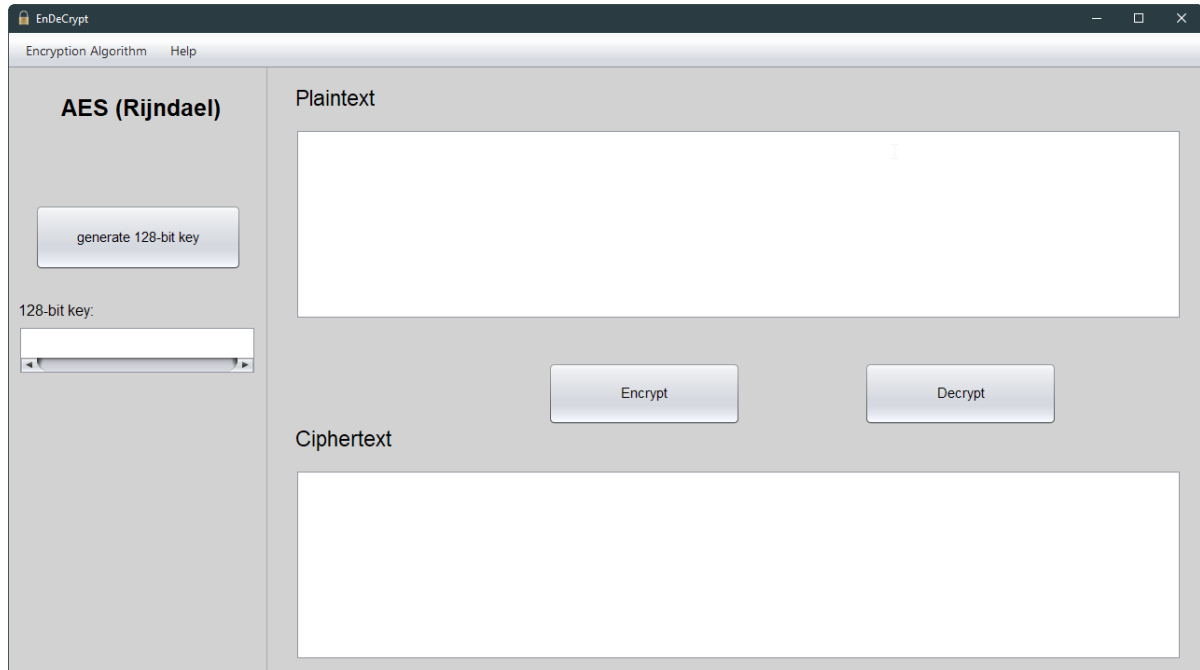 EnDeCrypt
Encryption Algorithm Help
AES (Rijndael)
generate 128-bit key
128-bit key:
Plaintext
Encrypt Decrypt
Ciphertext